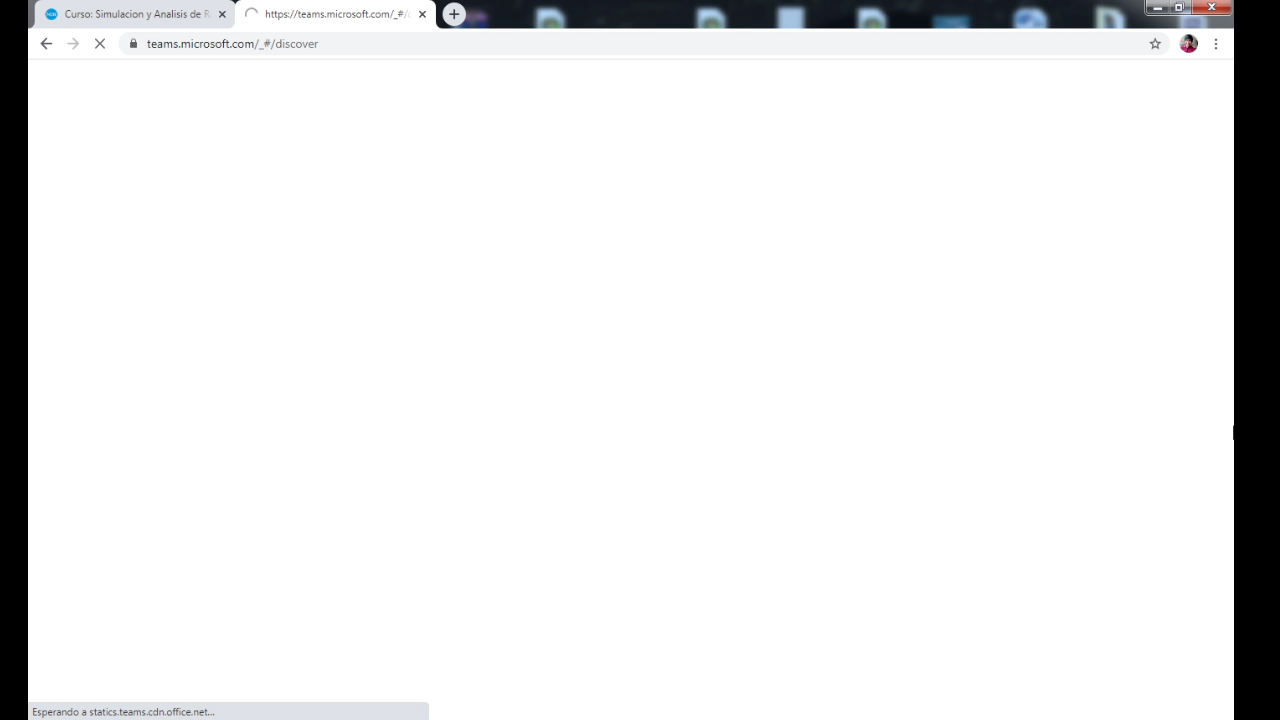 Curso: Simulacion y Analisis de R
https://teams.microsoft.com/_#/
teams.microsoft.com/_#/discover
Esperando a statics.teams.cdn.office.net...